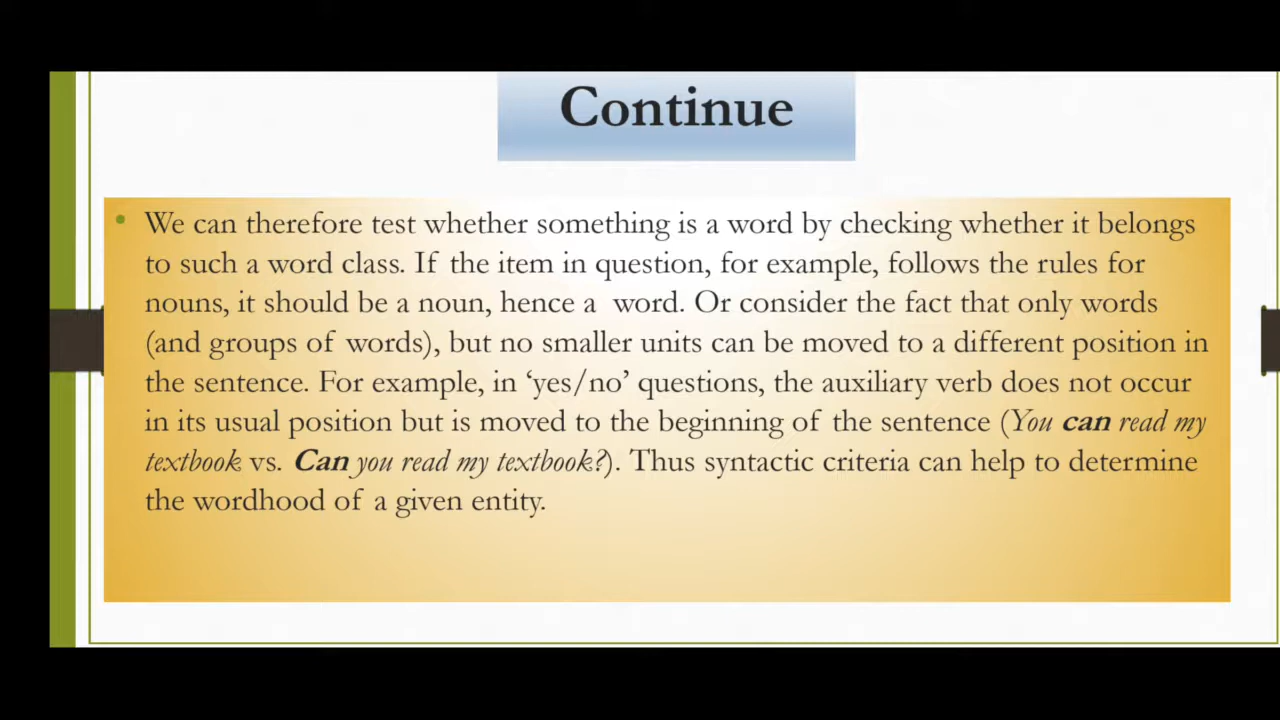 Continue
• We can therefore test whether something is a word by checking whether it belongs
to such a word class. If the item in question, for example, follows the rules for
nouns, it should be a noun, hence a word. Or consider the fact that only words
(and groups of words), but no smaller units can be moved to a different position in
the sentence. For example, in ‘yes/no’ questions, the auxiliary verb does not occur
in its usual position but is moved to the beginning of the sentence (You can read my
textbook vs. Can you read my textbook?). Thus syntactic criteria can help to determine
the wordhood of a given entity.